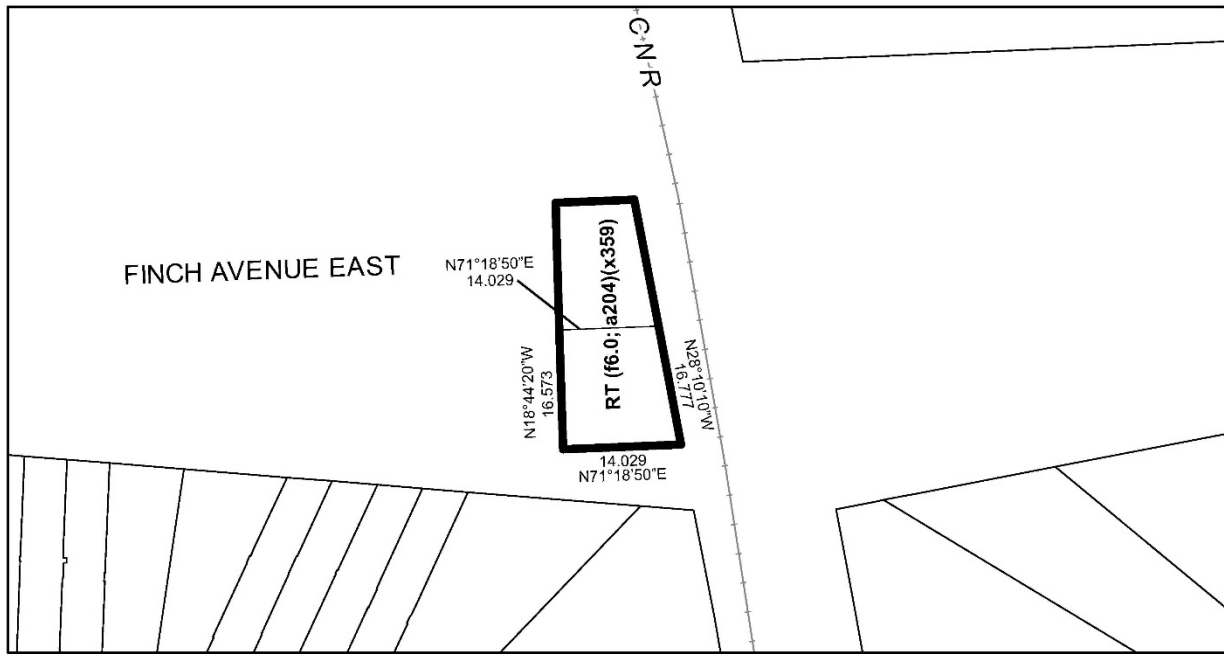 C N R
FINCH AVENUE EAST
N71°18'50"E
14.029
RT (f6.0; a204)(x359)
N18°44'20"W
16.573
N28°10'10"W
16.777
14.029
N71°18'50"E